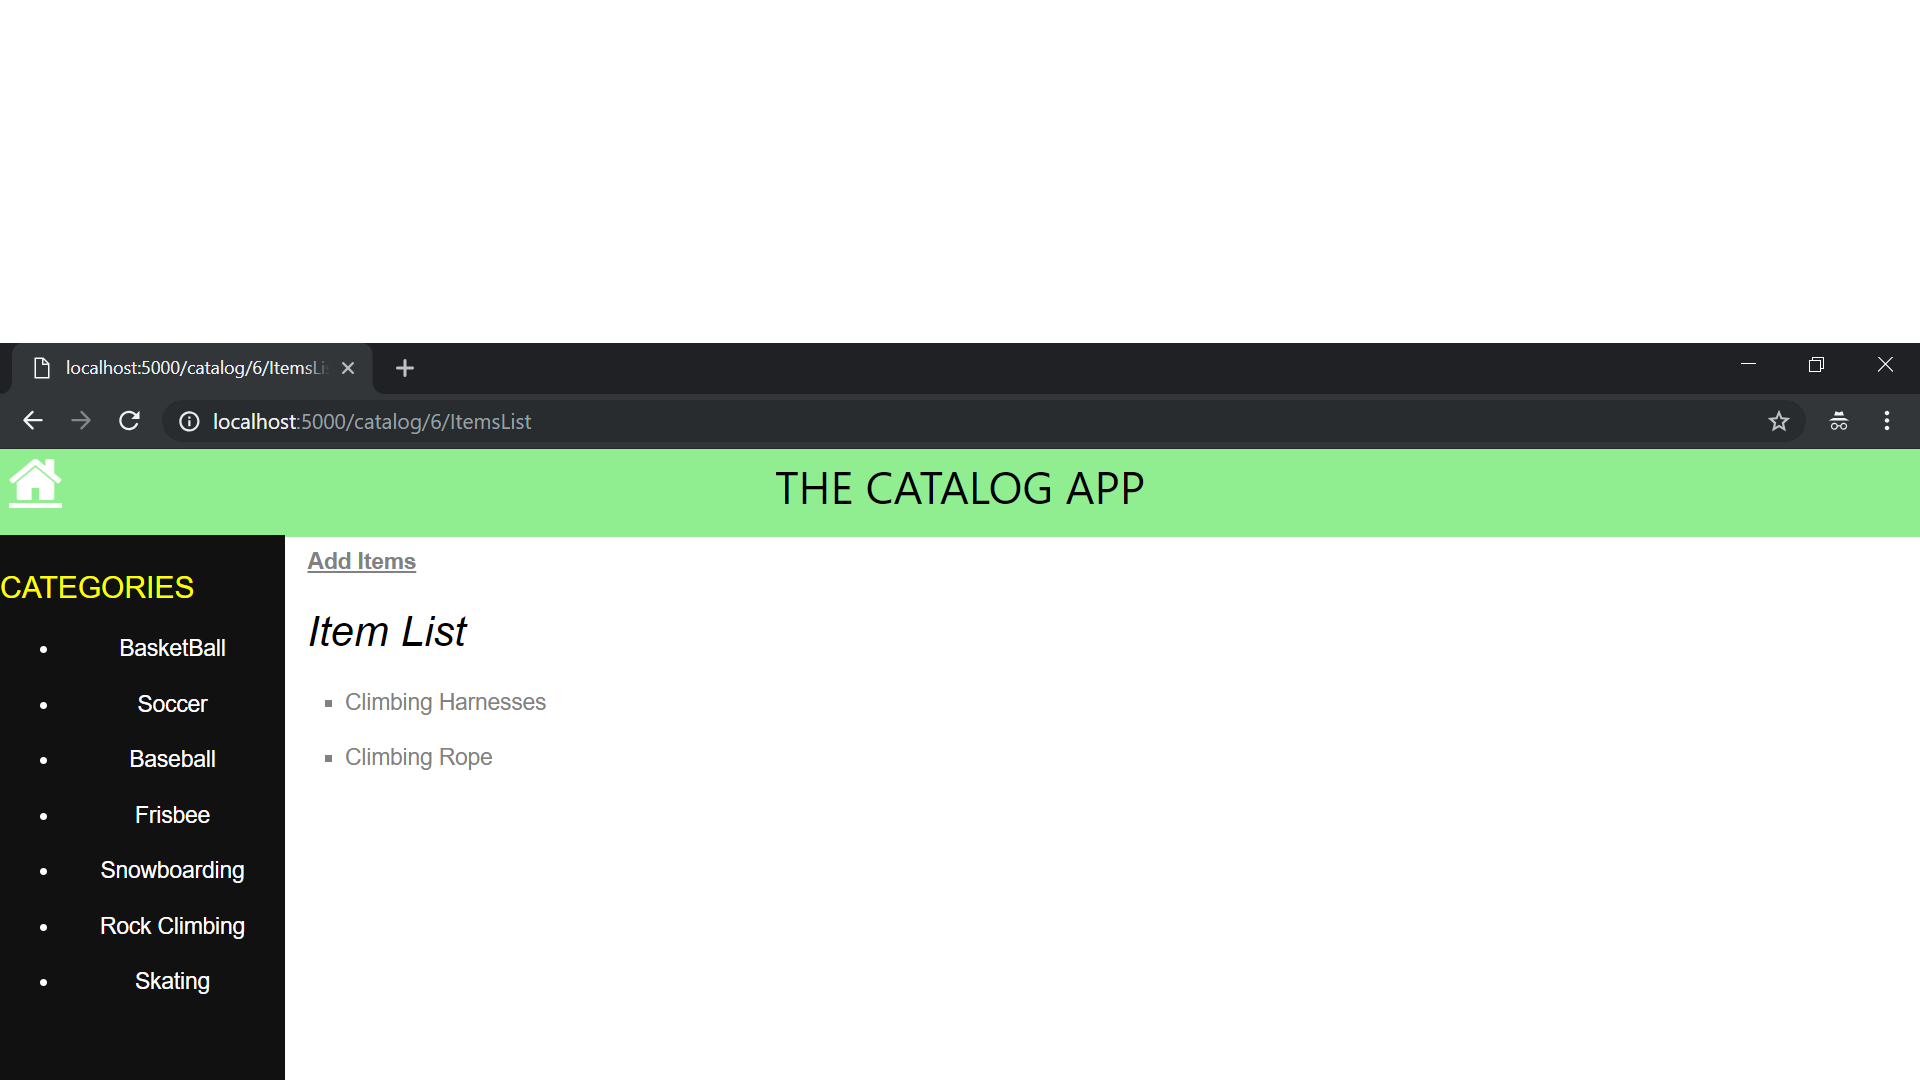 localhost:5000/catalog/6/ItemsLi
localhost:5000/catalog/6/ItemsList
THE CATALOG APP
Add Items
CATEGORIES
Item List
BasketBall
Soccer
Baseball
Frisbee
Snowboarding
Rock Climbing
Skating
Climbing Harnesses
Climbing Rope